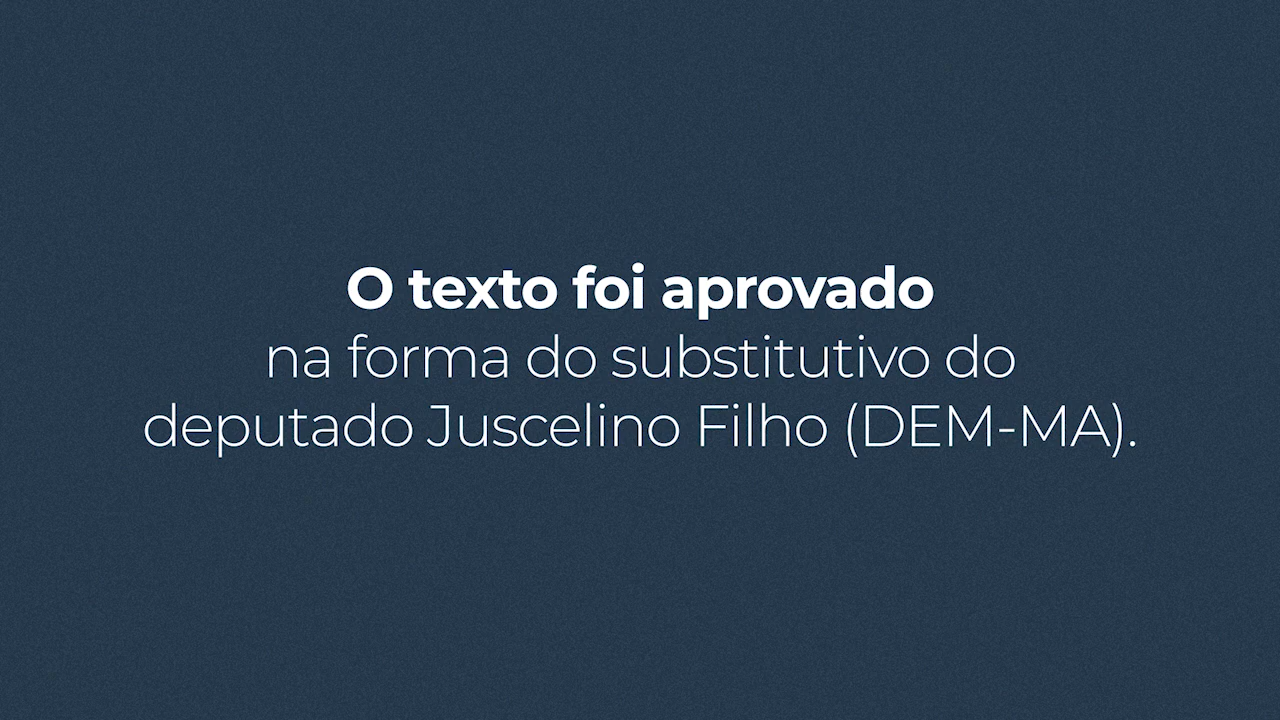 O texto foi aprovado
na forma do substitutivo do
deputado Juscelino Filho (DEM-MA).